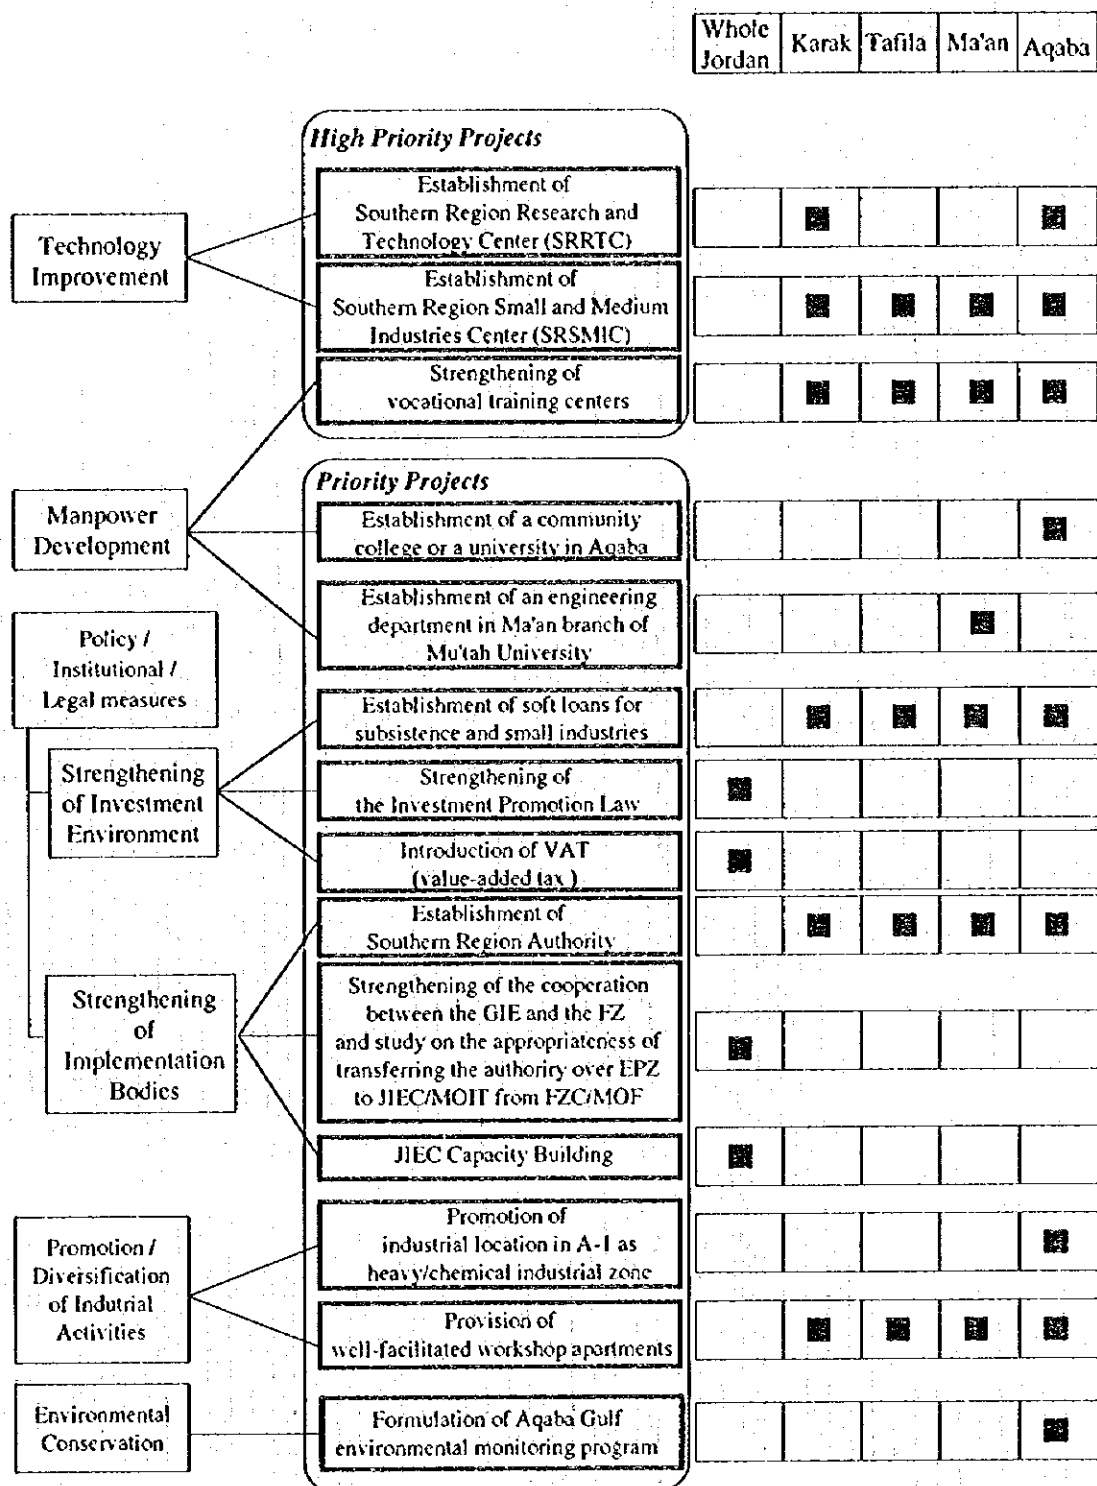 Whole
Jordan
Karak
Tafila
Ma'an
Aqaba
High Priority Projects
Establishment of
Southern Region Research and
Technology Center (SRRTC)
Technology
Improvement
Establishment of
Southern Region Small and Medium
Industries Center (SRSMIC)
Strengthening of
vocational training centers
Priority Projects
Manpower
Development
Establishment of a community
college or a university in Aqaba
Establishment of an engineering
department in Ma'an branch of
Mu'tah University
Policy /
Institutional /
Legal measures
Establishment of soft loans for
subsistence and small industries
Strengthening
of Investment
Environment
Strengthening of
the Investment Promotion Law
Introduction of VAT
(value-added tax )
Establishment of
Southern Region Authority
Strengthening
of
Implementation
Bodies
Strengthening of the cooperation
between the GIE and the FZ
and study on the appropriateness of
transferring the authoriry over EPZ
to JIEC/MOIT from FZC/MOF
JIEC Capacity Building
Promotion /
Diversification
of Indutrial
Activities
Promotion of
industrial location in A-1 as
heavy/chemical industrial zone
Provision of
well-facilitated workshop apartments
Environmental
Conservation
Formulation of Aqaba Gulf
environmental monitoring program